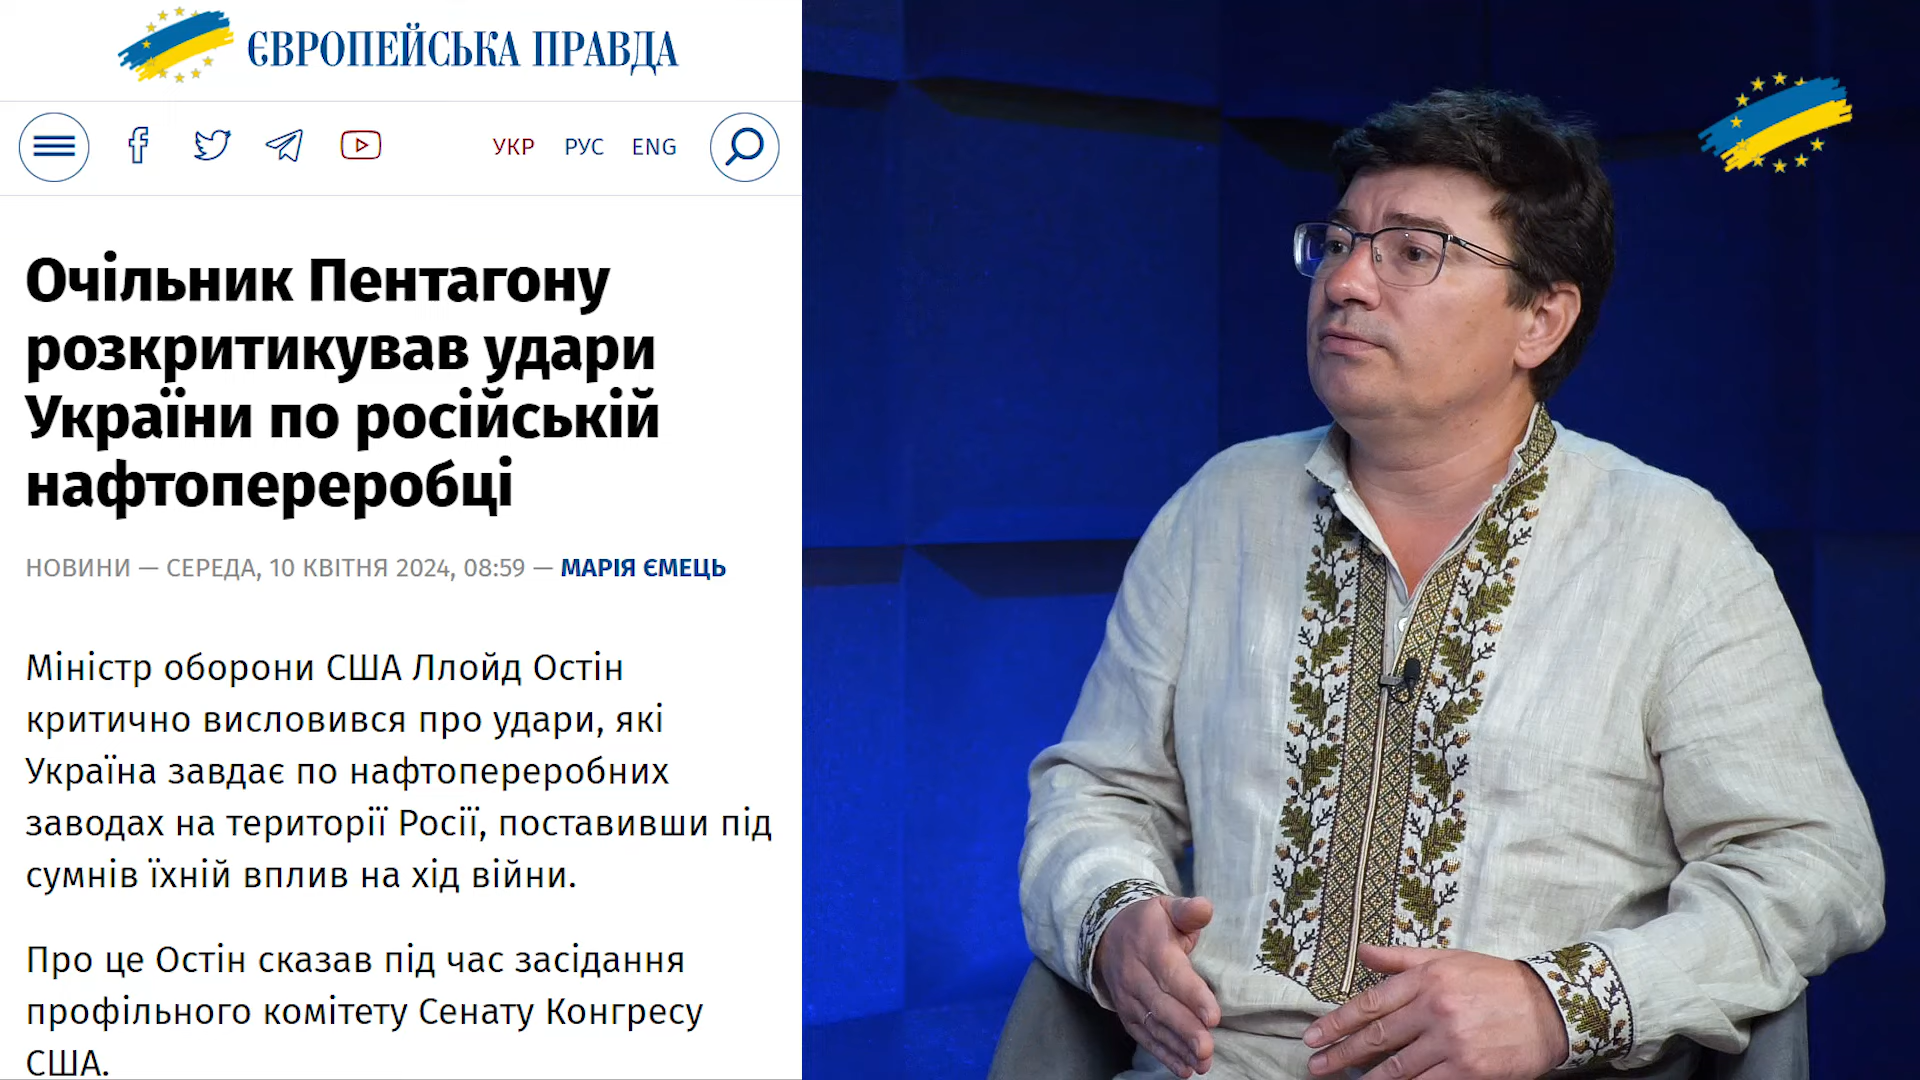 ЄВРОПЕЙСЬКА ПРАВДА
УКР РУС ENG
Очільник Пентагону
розкритикував удари
України по російській
нафтопереробці
НОВИНИ — СЕРЕДА, 10 КВІТНЯ 2024, 08:59 — МАРІЯ ЄМЕЦЬ
Міністр оборони США Ллойд Остін
критично висловився про удари, які
Україна завдає по нафтопереробних
заводах на території Росії, поставивши під
сумнів їхній вплив на хід війни.
Про це Остін сказав під час засідання
профільного комітету Сенату Конгресу
США.